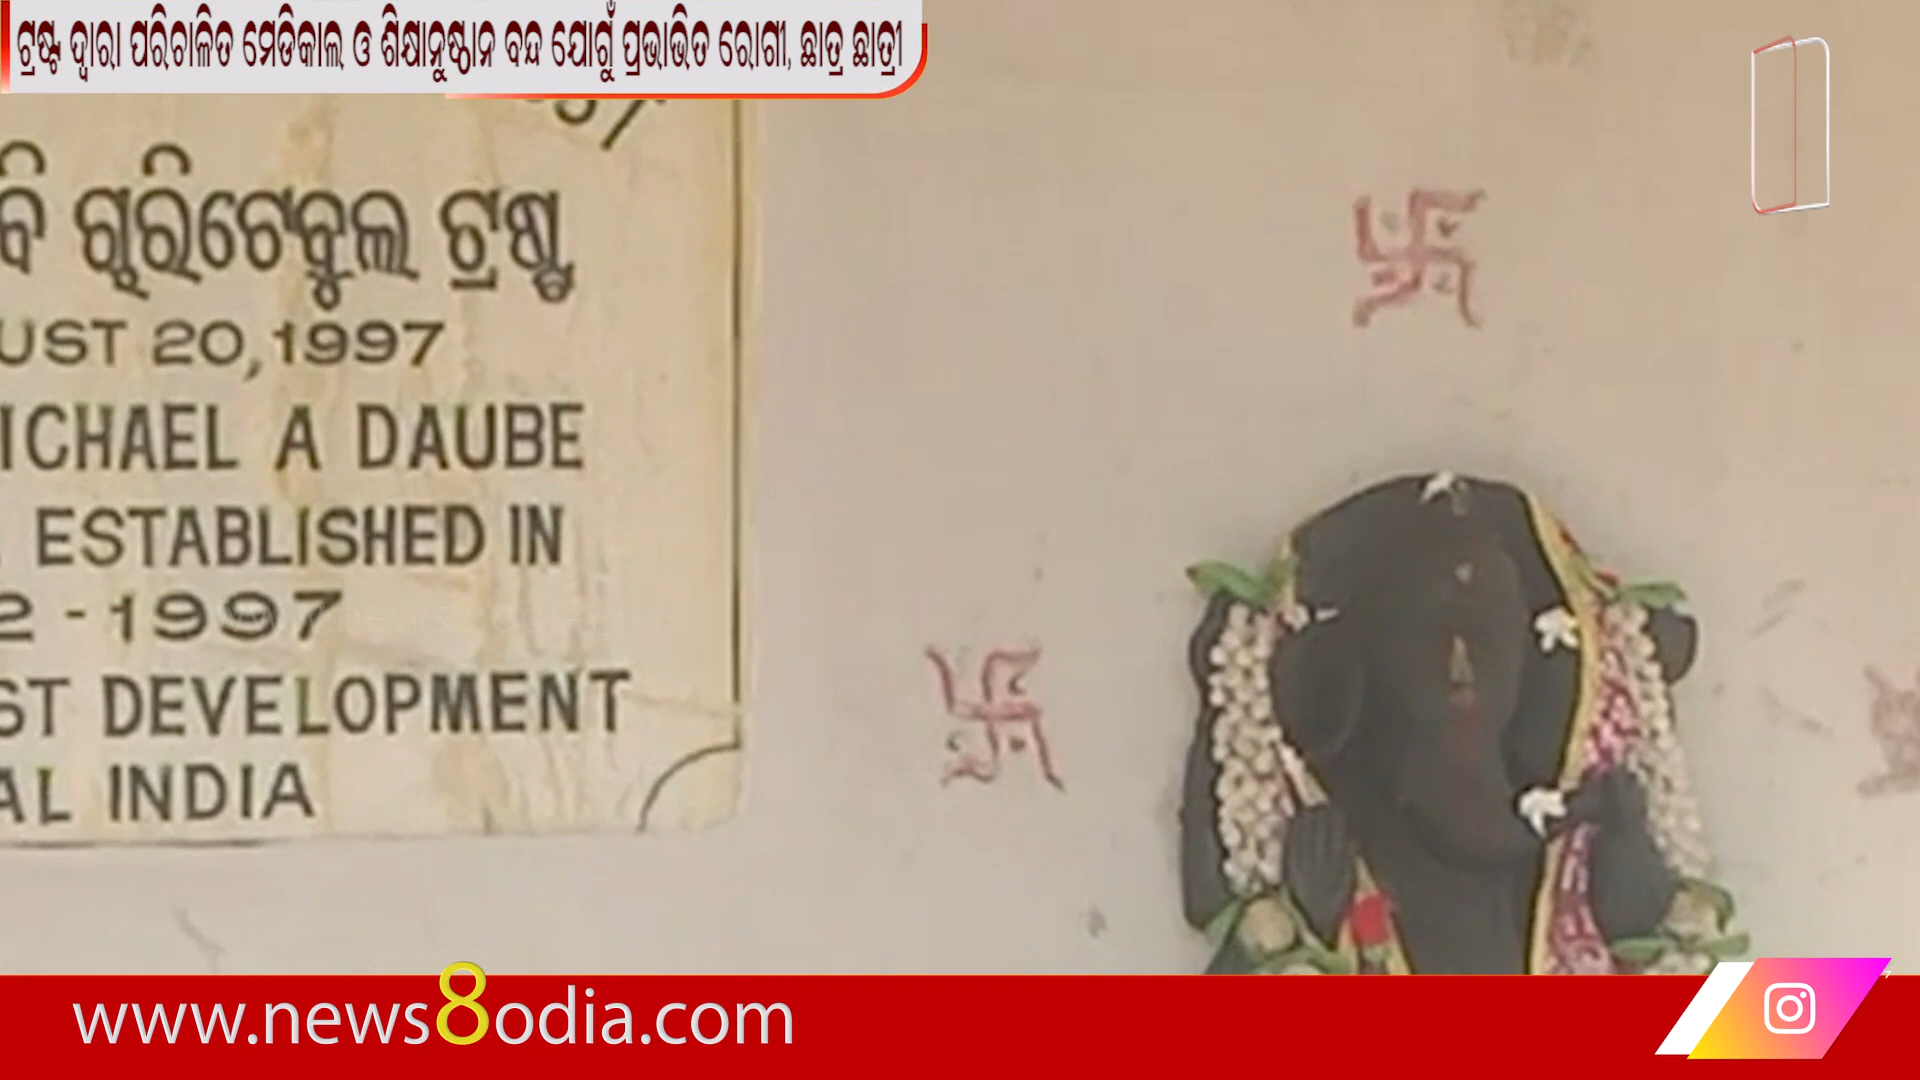 ଟ୍ରଷ୍ଟ ଦ୍ୱାରା ପରିଚାଳିତ ମେଡିକାଲ ଓ ଶିକ୍ଷାନୁଷ୍ଠାନ ବନ୍ଦ ଯୋଗୁଁ ପ୍ରଭାଭିତ ରୋଗୀ, ଛାତ୍ର ଛାତ୍ରୀ
ବି ଚ୍ୟାରିଟେବୁଲ ଟ୍ରଷ୍ଟ
UST 20, 1997
ICHAEL A DAUBE
ESTABLISHED IN
2 - 1997
ST DEVELOPMENT
AL INDIA
www.news8odia.com